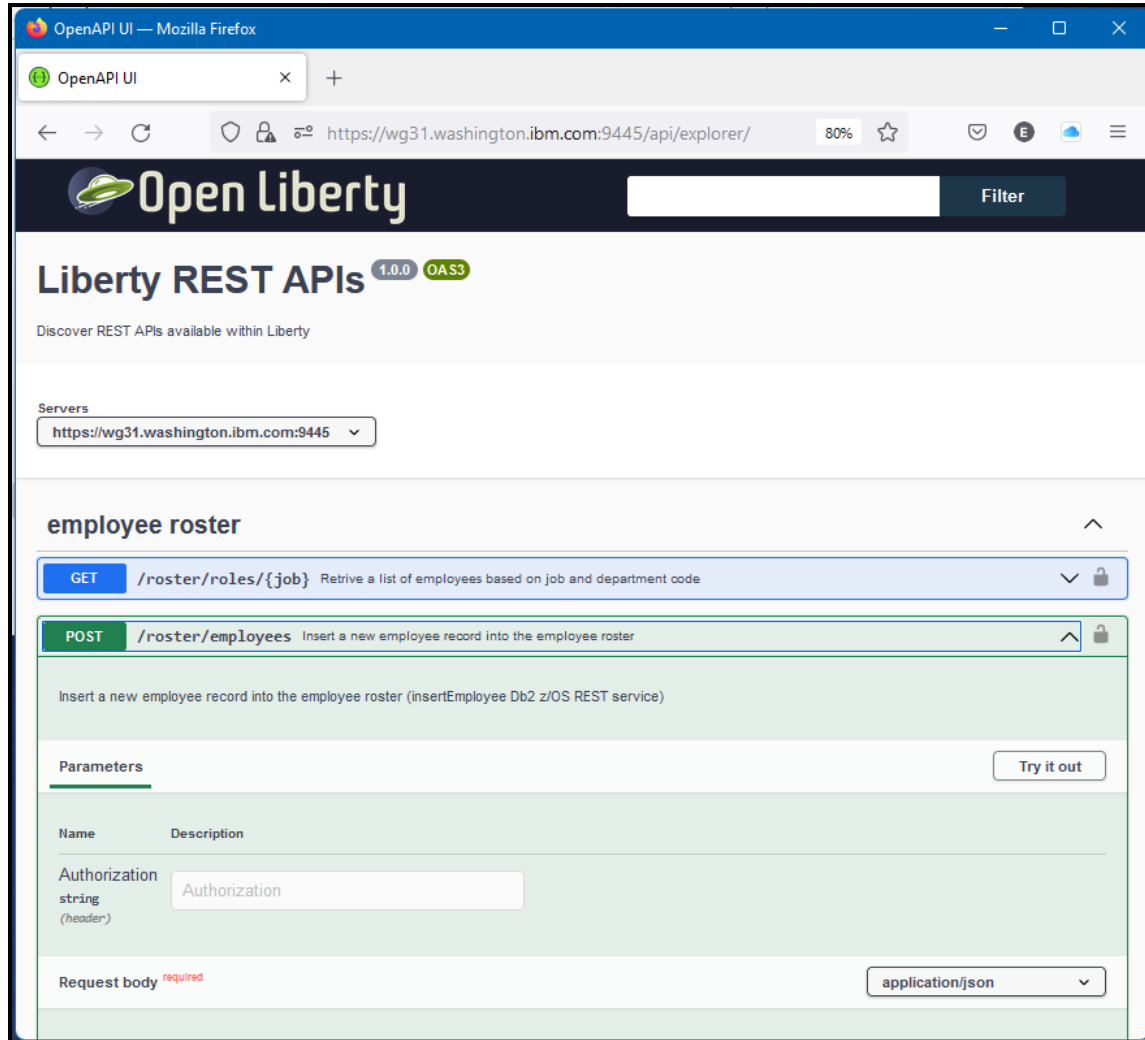 OpenAPI UI — Mozilla Firefox
OpenAPI UI
https://wg31.washington.ibm.com:9445/api/explorer/ 80% E
Open Liberty Filter
Liberty REST APIs 1.0.0 OAS3
Discover REST APIs available within Liberty
Servers
https://wg31.washington.ibm.com:9445
employee roster
GET /roster/roles/{job} Retrive a list of employees based on job and department code
POST /roster/employees Insert a new employee record into the employee roster
Insert a new employee record into the employee roster (insertEmployee Db2 z/OS REST service)
Parameters Try it out
Name Description
Authorization
string
(header)
Authorization
Request body required application/json